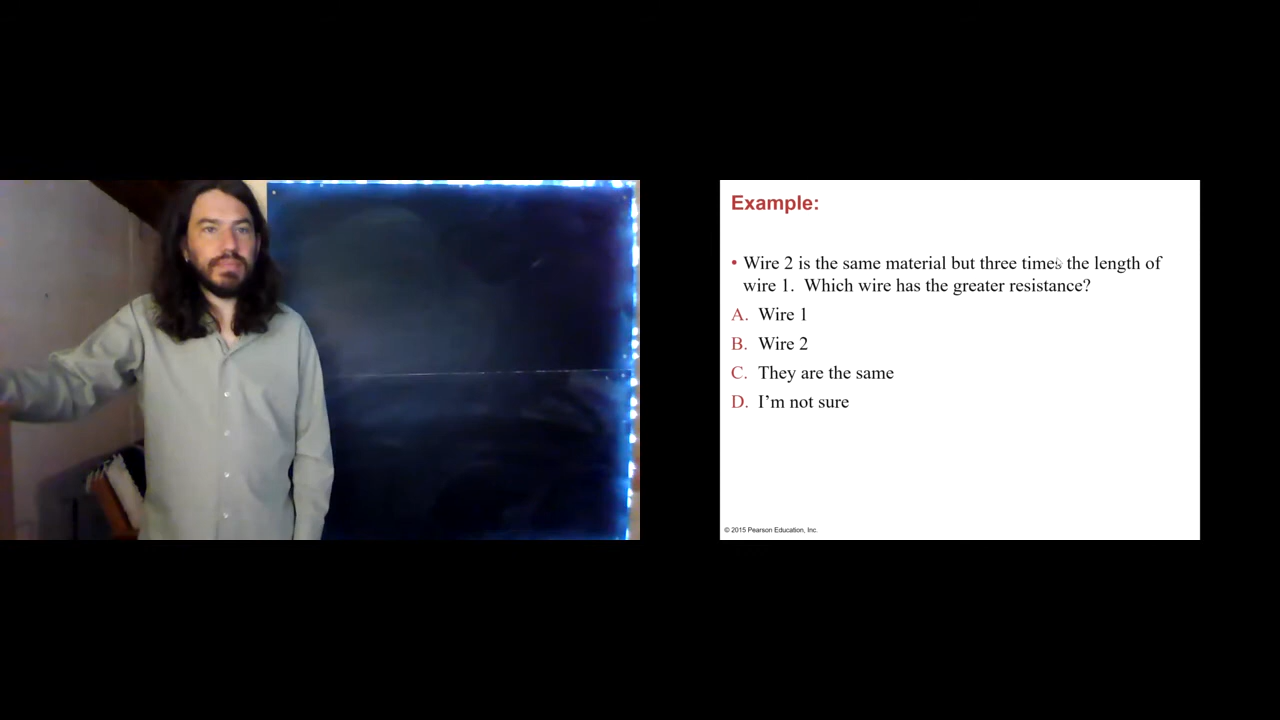 Example:
• Wire 2 is the same material but three times the length of
wire 1.  Which wire has the greater resistance?
A. Wire 1
B. Wire 2
C. They are the same
D. I’m not sure
© 2015 Pearson Education, Inc.